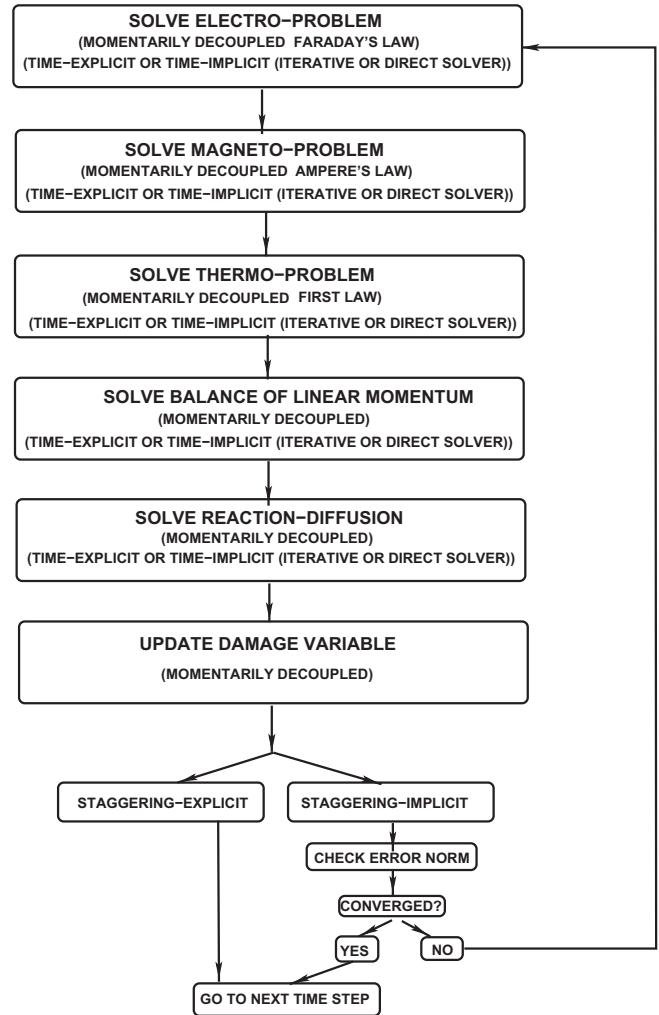 SOLVE ELECTRO−PROBLEM
(MOMENTARILY DECOUPLED FARADAY'S LAW)
(TIME−EXPLICIT OR TIME−IMPLICIT (ITERATIVE OR DIRECT SOLVER))
SOLVE MAGNETO−PROBLEM
(MOMENTARILY DECOUPLED AMPERE'S LAW)
(TIME−EXPLICIT OR TIME−IMPLICIT (ITERATIVE OR DIRECT SOLVER))
SOLVE THERMO−PROBLEM
(MOMENTARILY DECOUPLED FIRST LAW)
(TIME−EXPLICIT OR TIME−IMPLICIT (ITERATIVE OR DIRECT SOLVER))
SOLVE BALANCE OF LINEAR MOMENTUM
(MOMENTARILY DECOUPLED)
(TIME−EXPLICIT OR TIME−IMPLICIT (ITERATIVE OR DIRECT SOLVER))
SOLVE REACTION−DIFFUSION
(MOMENTARILY DECOUPLED)
(TIME−EXPLICIT OR TIME−IMPLICIT (ITERATIVE OR DIRECT SOLVER))
UPDATE DAMAGE VARIABLE
(MOMENTARILY DECOUPLED)
STAGGERING−EXPLICIT
STAGGERING−IMPLICIT
CHECK ERROR NORM
CONVERGED?
YES
NO
GO TO NEXT TIME STEP